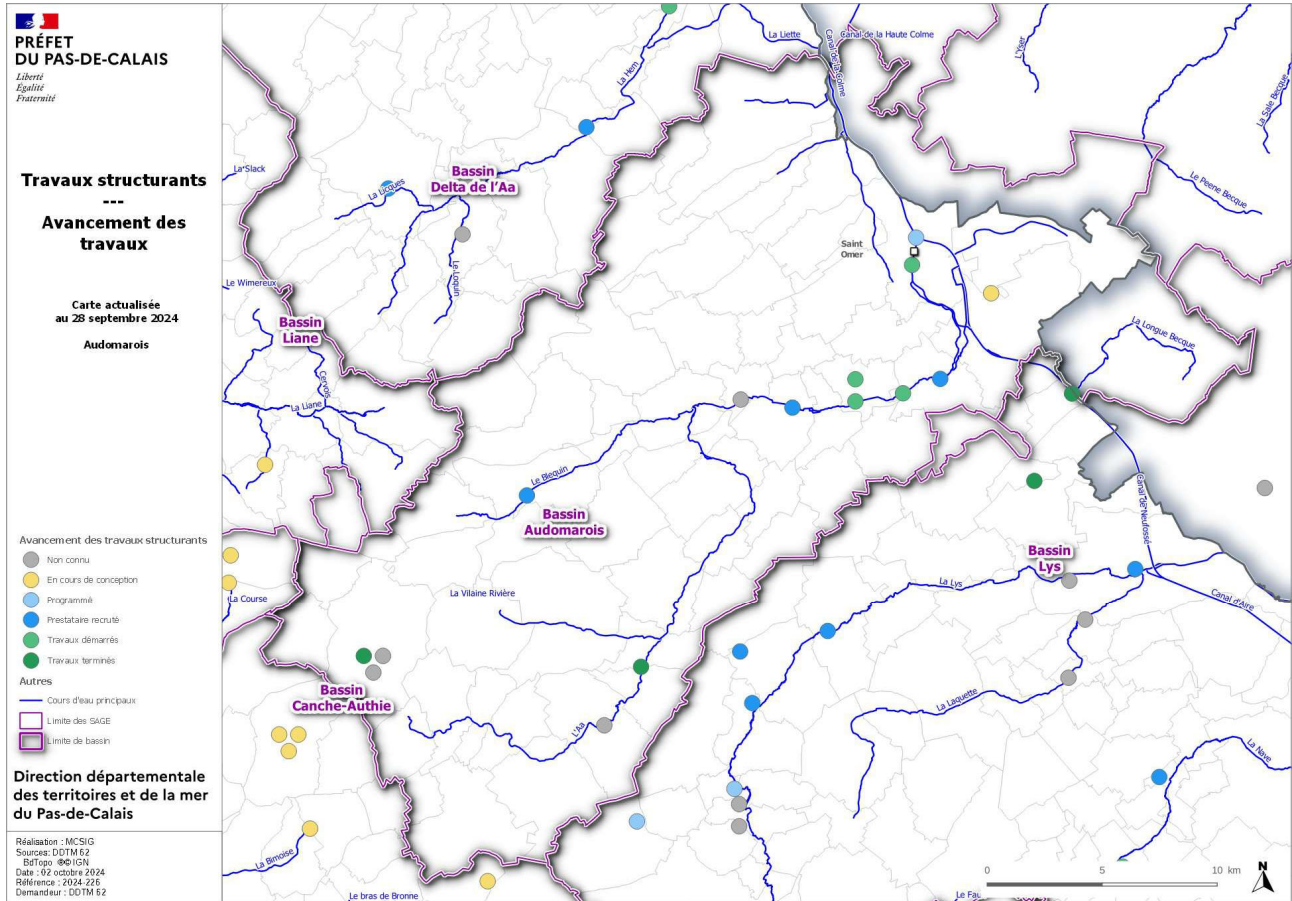 PRÉFET
DU PAS-DE-CALAIS
Liberté
Égalité
Fraternité
Travaux structurants
---
Avancement des
travaux
Carte actualisée
au 28 septembre 2024
Audomarois
Avancement des travaux structurants
Non connu
En cours de conception
Programmé
Prestataire recruté
Travaux démarrés
Travaux terminés
Autres
Cours d'eau principaux
Limite des SAGE
Limite de bassin
Direction départementale
des territoires et de la mer
du Pas-de-Calais
Réalisation : MCSIG
Sources: DDTM 62
BdTopo ®© IGN
Date : 02 octobre 2024
Référence : 2024-226
Demandeur : DDTM 62
La Liette
Canal de la Haute Colme
Canal de la Colme
L'Yser
La Sale Becque
La Hem
La Slack
La Licques
Bassin
Delta de l'Aa
Le Peene Becque
Saint
Omer
Le Loquin
Le Wimereux
Bassin
Liane
La Longue Becque
Cervois
La Liane
Le Blequin
Bassin
Audomarois
Canal de Neufossé
Bassin
Lys
La Lys
La Course
La Vilaine Rivière
Canal d'Aire
Bassin
Canche-Authie
La Laquette
L'Aa
La Nave
La Bimoise
Le bras de Bronne
Le Fau
0 5 10 km
N